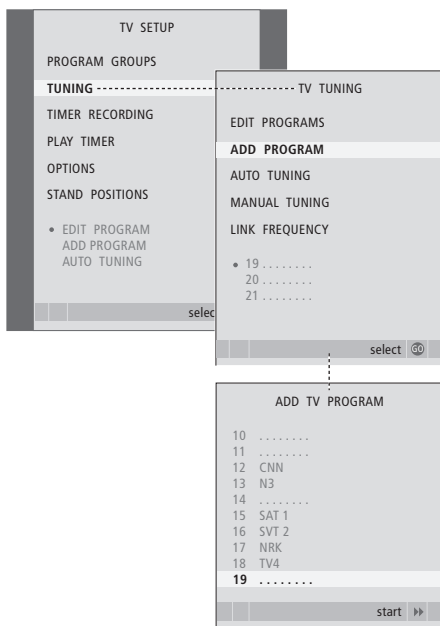 TV SETUP
PROGRAM GROUPS
TUNING
TIMER RECORDING
PLAY TIMER
OPTIONS
STAND POSITIONS
• EDIT PROGRAM
ADD PROGRAM
AUTO TUNING
selec
TV TUNING
EDIT PROGRAMS
ADD PROGRAM
AUTO TUNING
MANUAL TUNING
LINK FREQUENCY
• 19 . . . . . . . .
20 . . . . . . . .
21 . . . . . . . .
select GO
ADD TV PROGRAM
10 . . . . . . . .
11 . . . . . . . .
12 CNN
13 N3
14 . . . . . . . .
15 SAT 1
16 SVT 2
17 NRK
18 TV4
19 . . . . . . . .
start